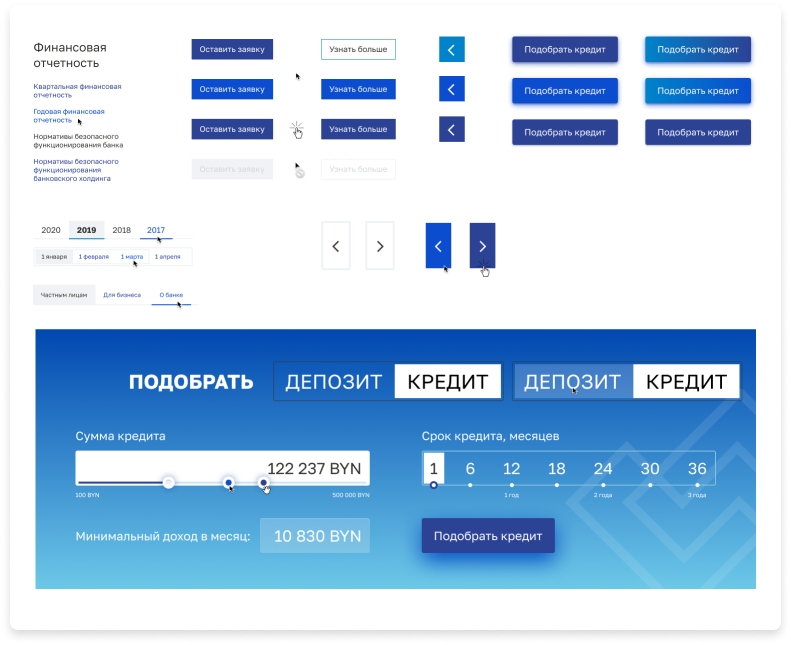 Финансовая
отчетность
Квартальная финансовая
отчетность
Годовая финансовая
отчетность
Нормативы безопасного
функционирования банка
Нормативы безопасного
функционирования
банковского холдинга
Оставить заявку
Оставить заявку
Оставить заявку
Оставить заявку
Узнать больше
Узнать больше
Узнать больше
Узнать больше
Подобрать кредит
Подобрать кредит
Подобрать кредит
Подобрать кредит
Подобрать кредит
Подобрать кредит
2020 2019 2018 2017
1 января 1 февраля 1 марта 1 апреля
Частным лицам Для бизнеса О банке
ПОДОБРАТЬ ДЕПОЗИТ КРЕДИТ ДЕПОЗИТ КРЕДИТ
Сумма кредита
122 237 BYN
100 BYN 500 000 BYN
Минимальный доход в месяц: 10 830 BYN
Срок кредита, месяцев
1 6 12 18 24 30 36
1 год 2 года 3 года
Подобрать кредит